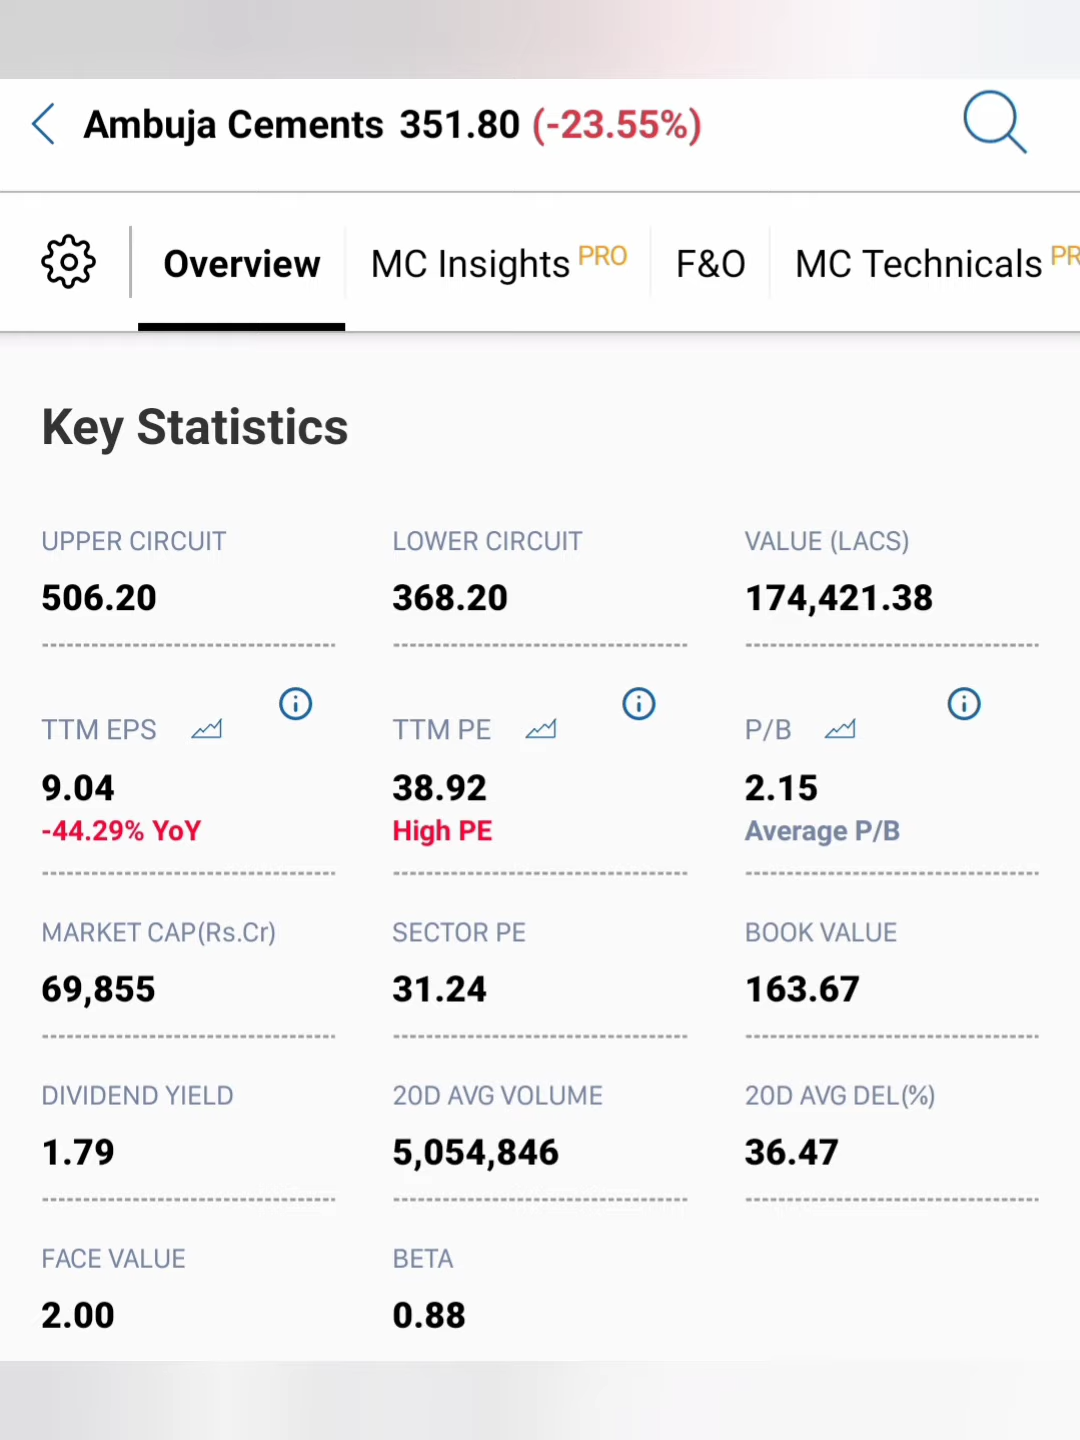 Ambuja Cements 351.80 (-23.55%)
Overview MC Insights PRO F&O MC Technicals PR
Key Statistics
UPPER CIRCUIT LOWER CIRCUIT VALUE (LACS)
506.20 368.20 174,421.38
TTM EPS TTM PE P/B
9.04 38.92 2.15
-44.29% YoY High PE Average P/B
MARKET CAP(Rs.Cr) SECTOR PE BOOK VALUE
69,855 31.24 163.67
DIVIDEND YIELD 20D AVG VOLUME 20D AVG DEL(%)
1.79 5,054,846 36.47
FACE VALUE BETA
2.00 0.88